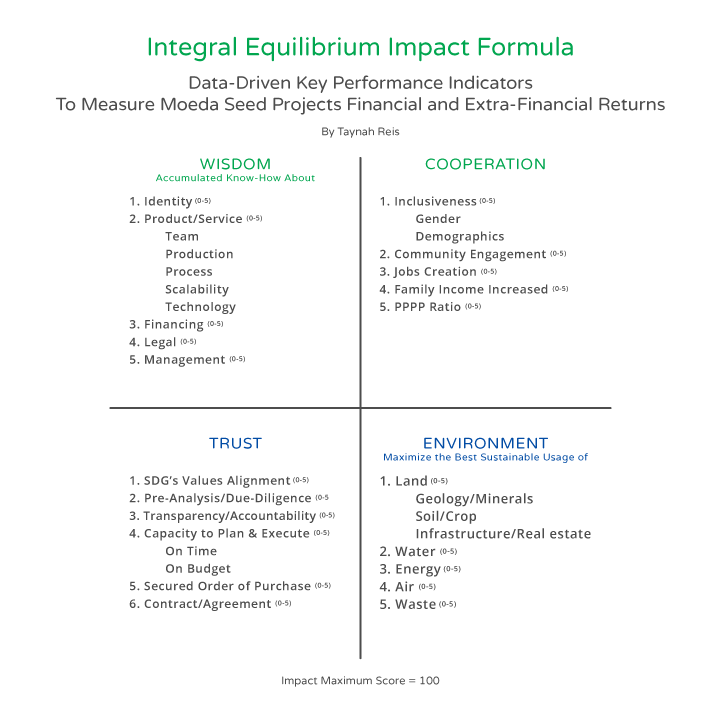 Integral Equilibrium Impact Formula
Data-Driven Key Performance Indicators
To Measure Moeda Seed Projects Financial and Extra-Financial Returns
By Taynah Reis
WISDOM
Accumulated Know-How About
1. Identity (0-5)
2. Product/Service (0-5)
Team
Production
Process
Scalability
Technology
3. Financing (0-5)
4. Legal (0-5)
5. Management (0-5)
COOPERATION
1. Inclusiveness (0-5)
Gender
Demographics
2. Community Engagement (0-5)
3. Jobs Creation (0-5)
4. Family Income Increased (0-5)
5. PPPP Ratio (0-5)
TRUST
1. SDG's Values Alignment (0-5)
2. Pre-Analysis/Due-Diligence (0-5
3. Transparency/Accountability (0-5)
4. Capacity to Plan & Execute (0-5)
On Time
On Budget
5. Secured Order of Purchase (0-5)
6. Contract/Agreement (0-5)
ENVIRONMENT
Maximize the Best Sustainable Usage of
1. Land (0-5)
Geology/Minerals
Soil/Crop
Infrastructure/Real estate
2. Water (0-5)
3. Energy (0-5)
4. Air (0-5)
5. Waste (0-5)
Impact Maximum Score = 100